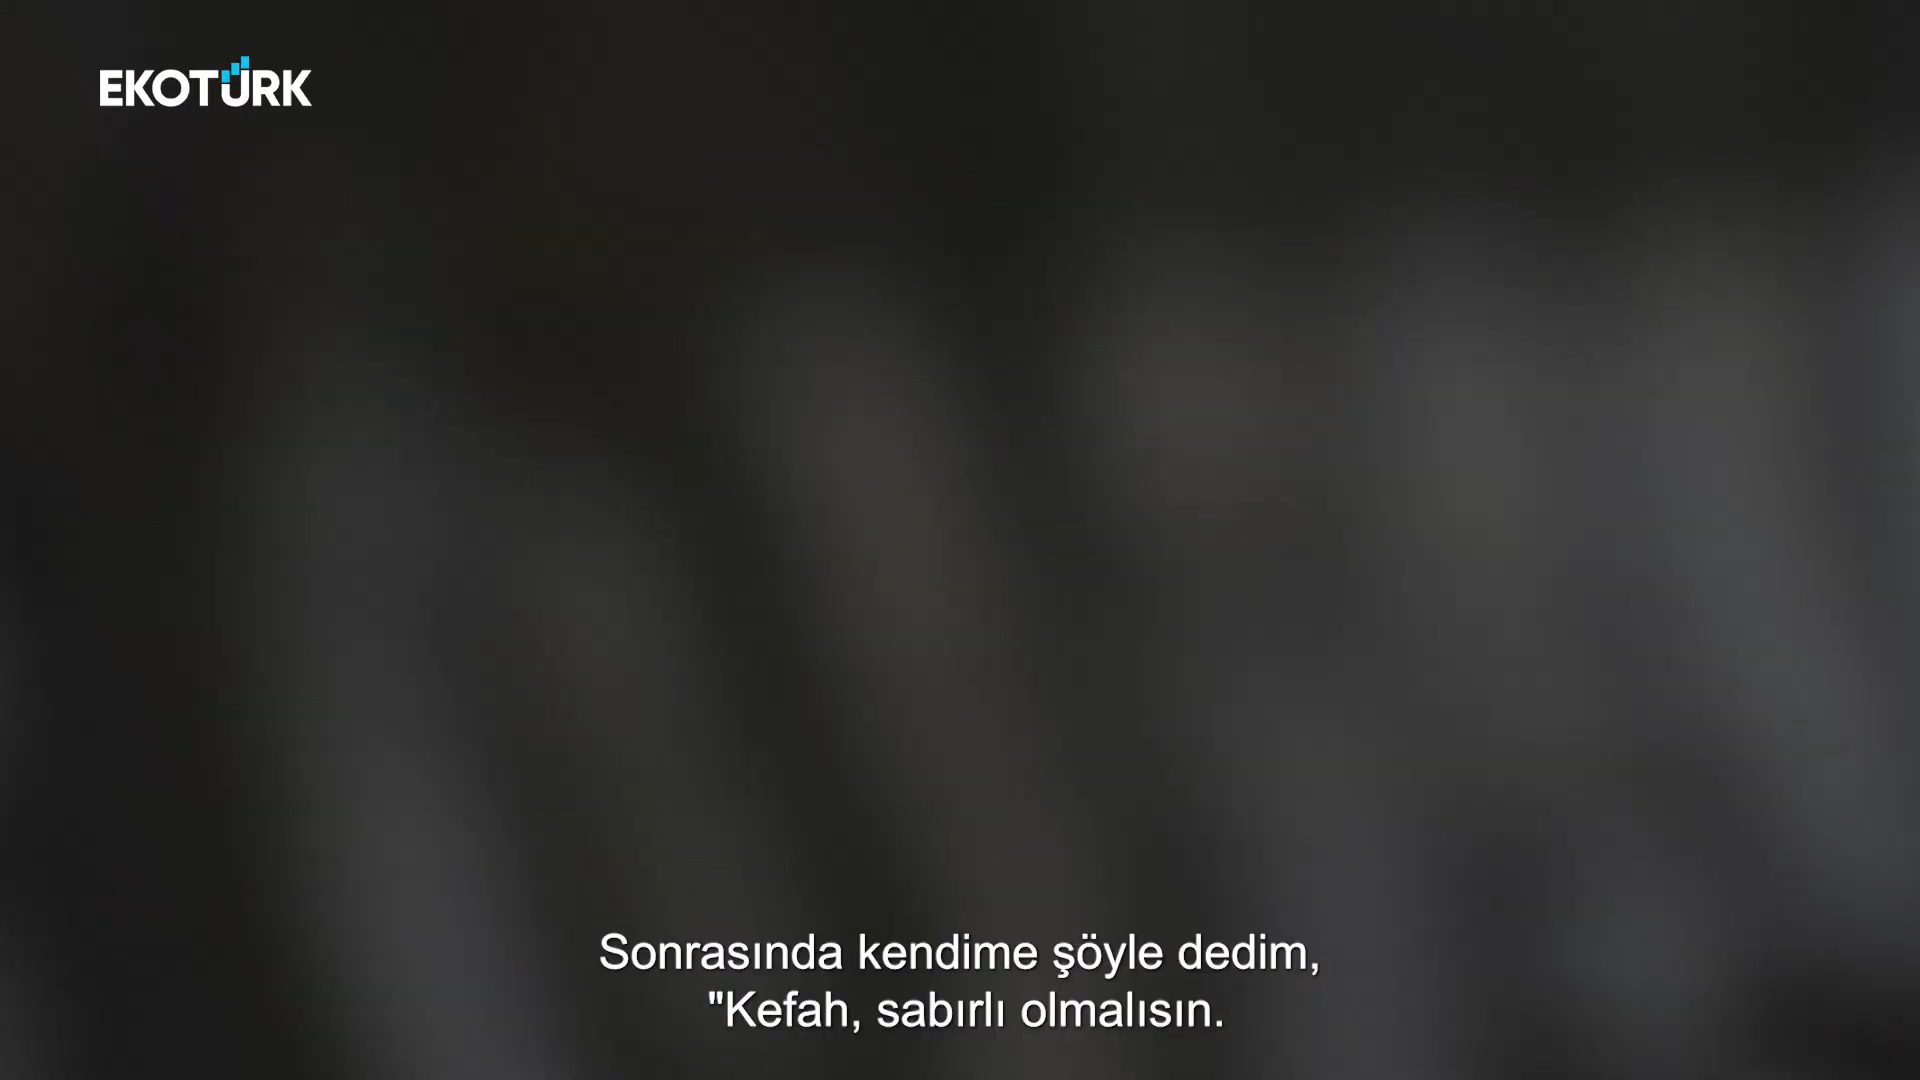 EKOTÜRK
Sonrasında kendime şöyle dedim,
"Kefah, sabırlı olmalısın.